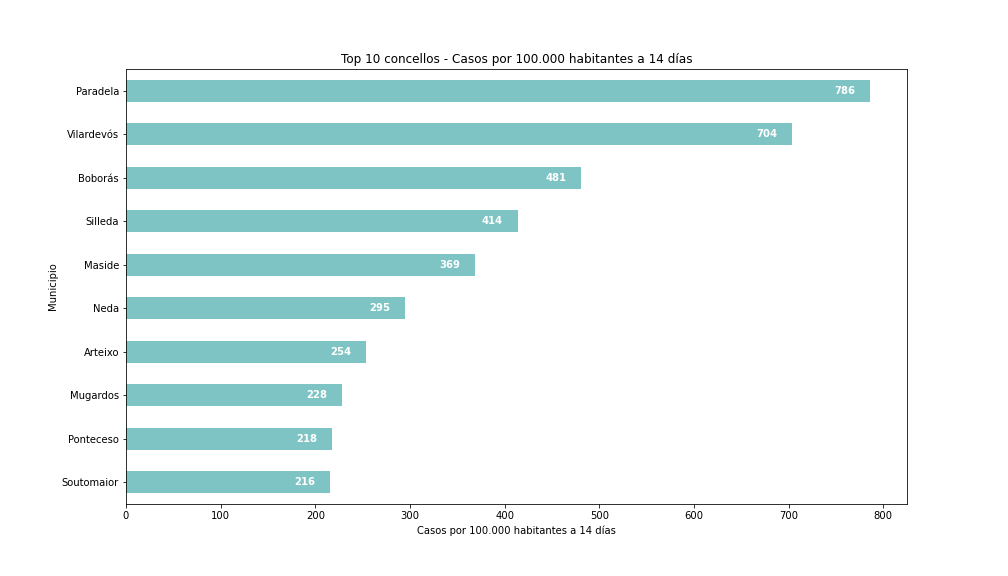 Top 10 concellos - Casos por 100.000 habitantes a 14 días
Paradela 786
Vilardevós 704
Boborás 481
Silleda 414
Maside 369
Neda 295
Arteixo 254
Mugardos 228
Ponteceso 218
Soutomaior 216
Municipio
0 100 200 300 400 500 600 700 800
Casos por 100.000 habitantes a 14 días